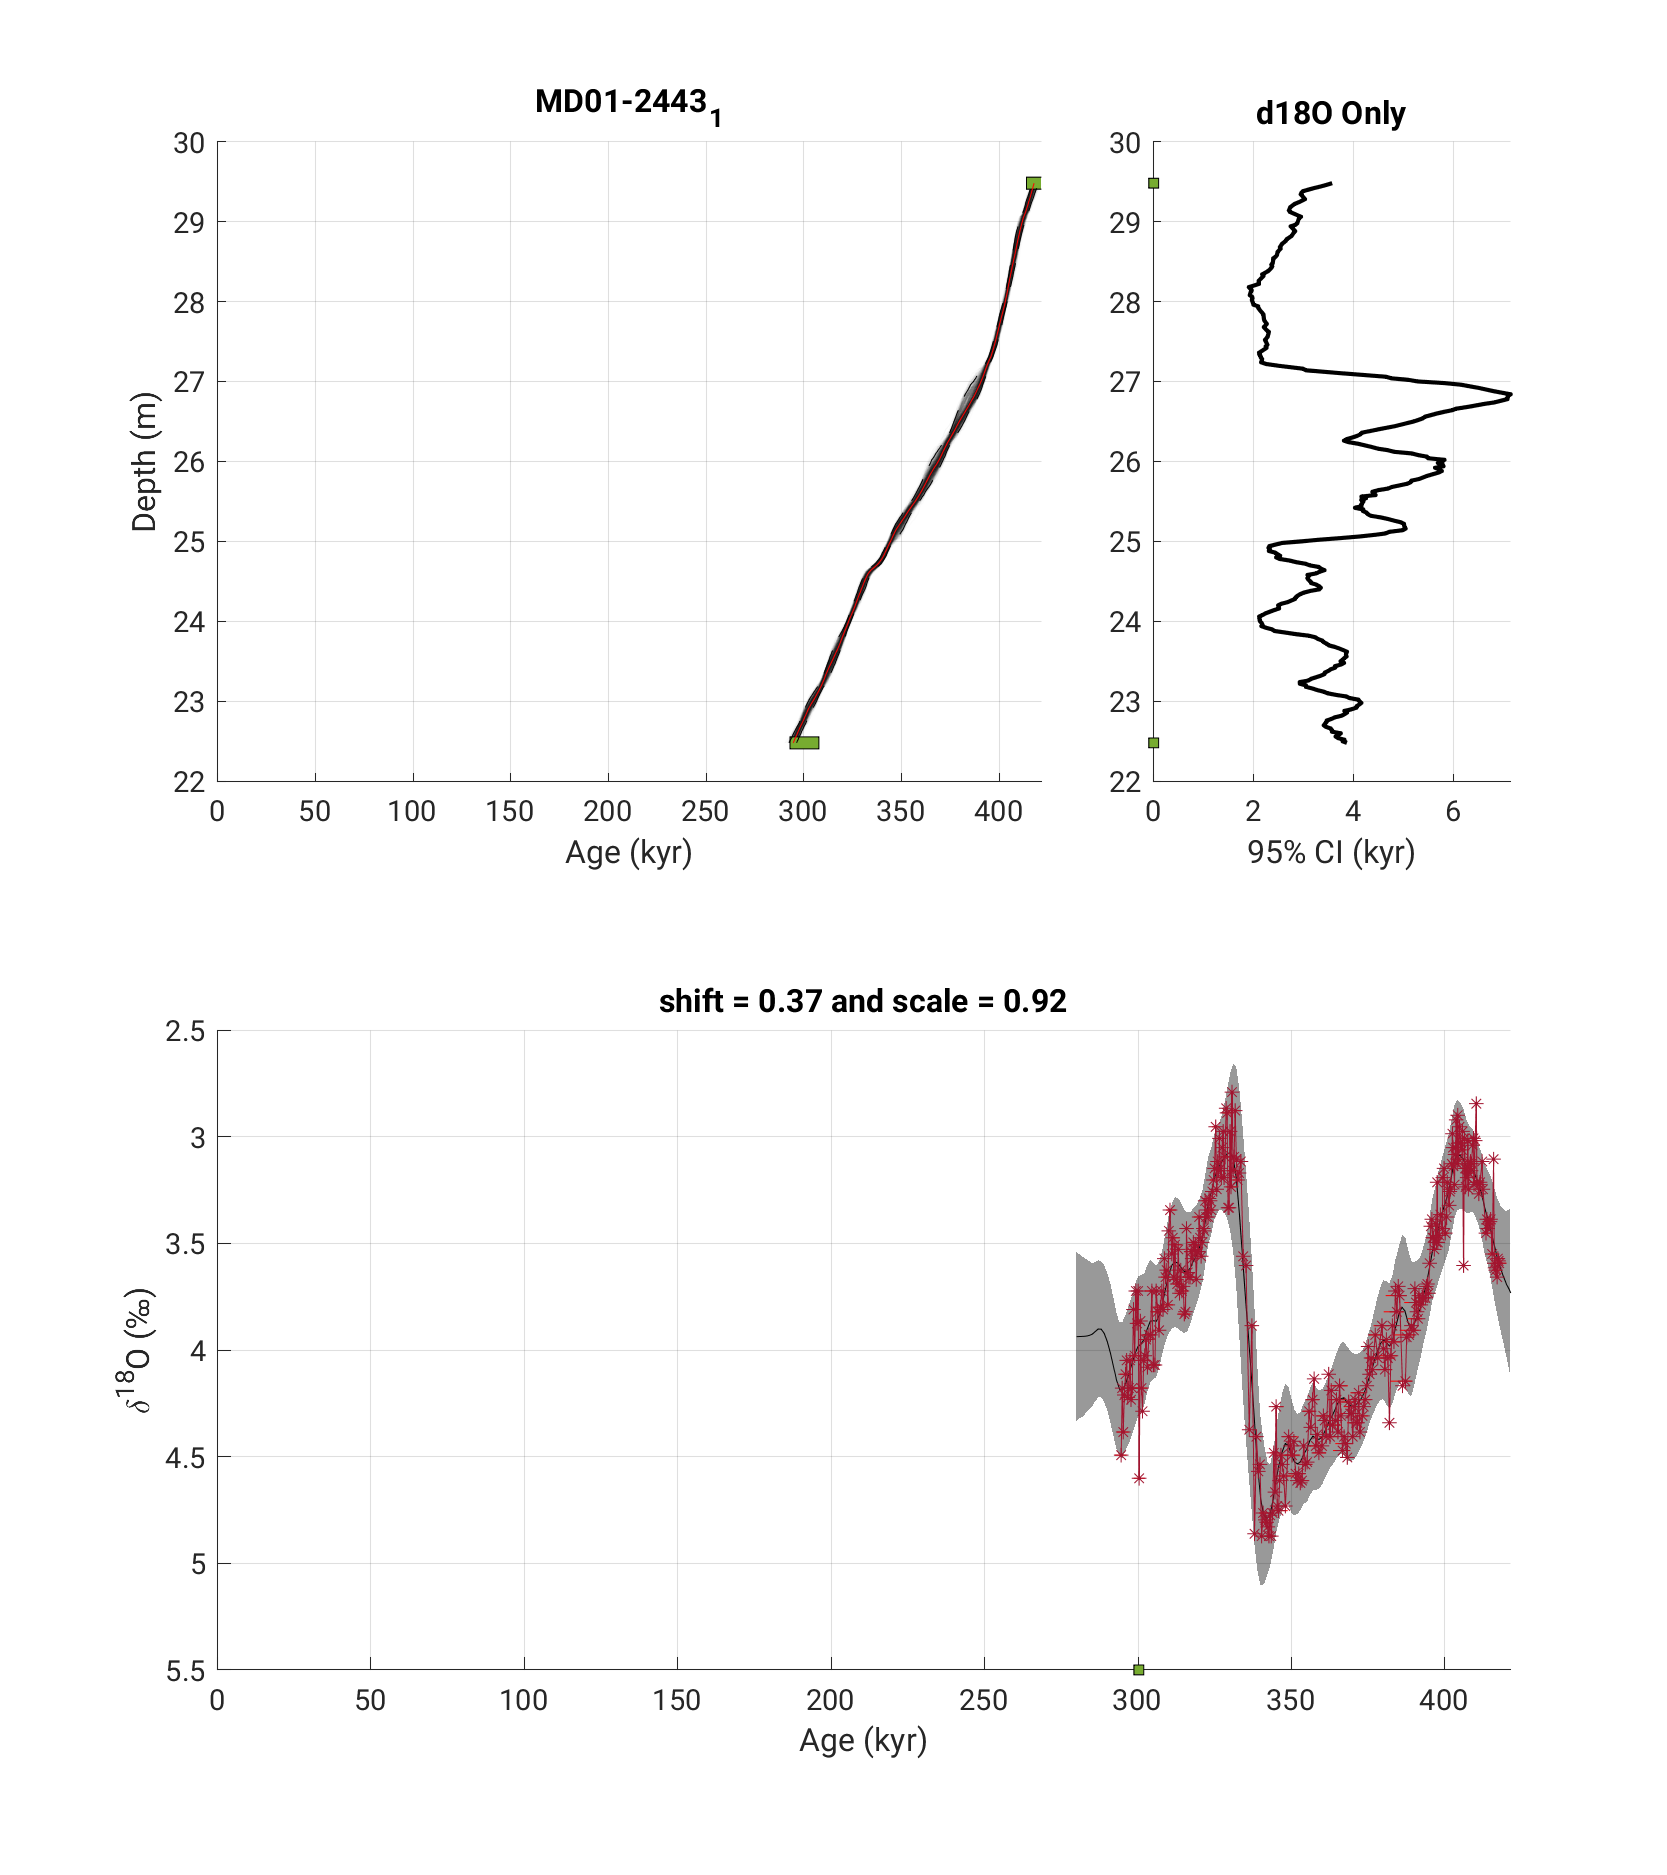 MD01-2443₁
d18O Only
30
29
28
27
26
25
24
23
22
Depth (m)
0 50 100 150 200 250 300 350 400
Age (kyr)
30
29
28
27
26
25
24
23
22
0 2 4 6
95% CI (kyr)
shift = 0.37 and scale = 0.92
2.5
3
3.5
4
4.5
5
5.5
δ¹⁸O (‰)
0 50 100 150 200 250 300 350 400
Age (kyr)